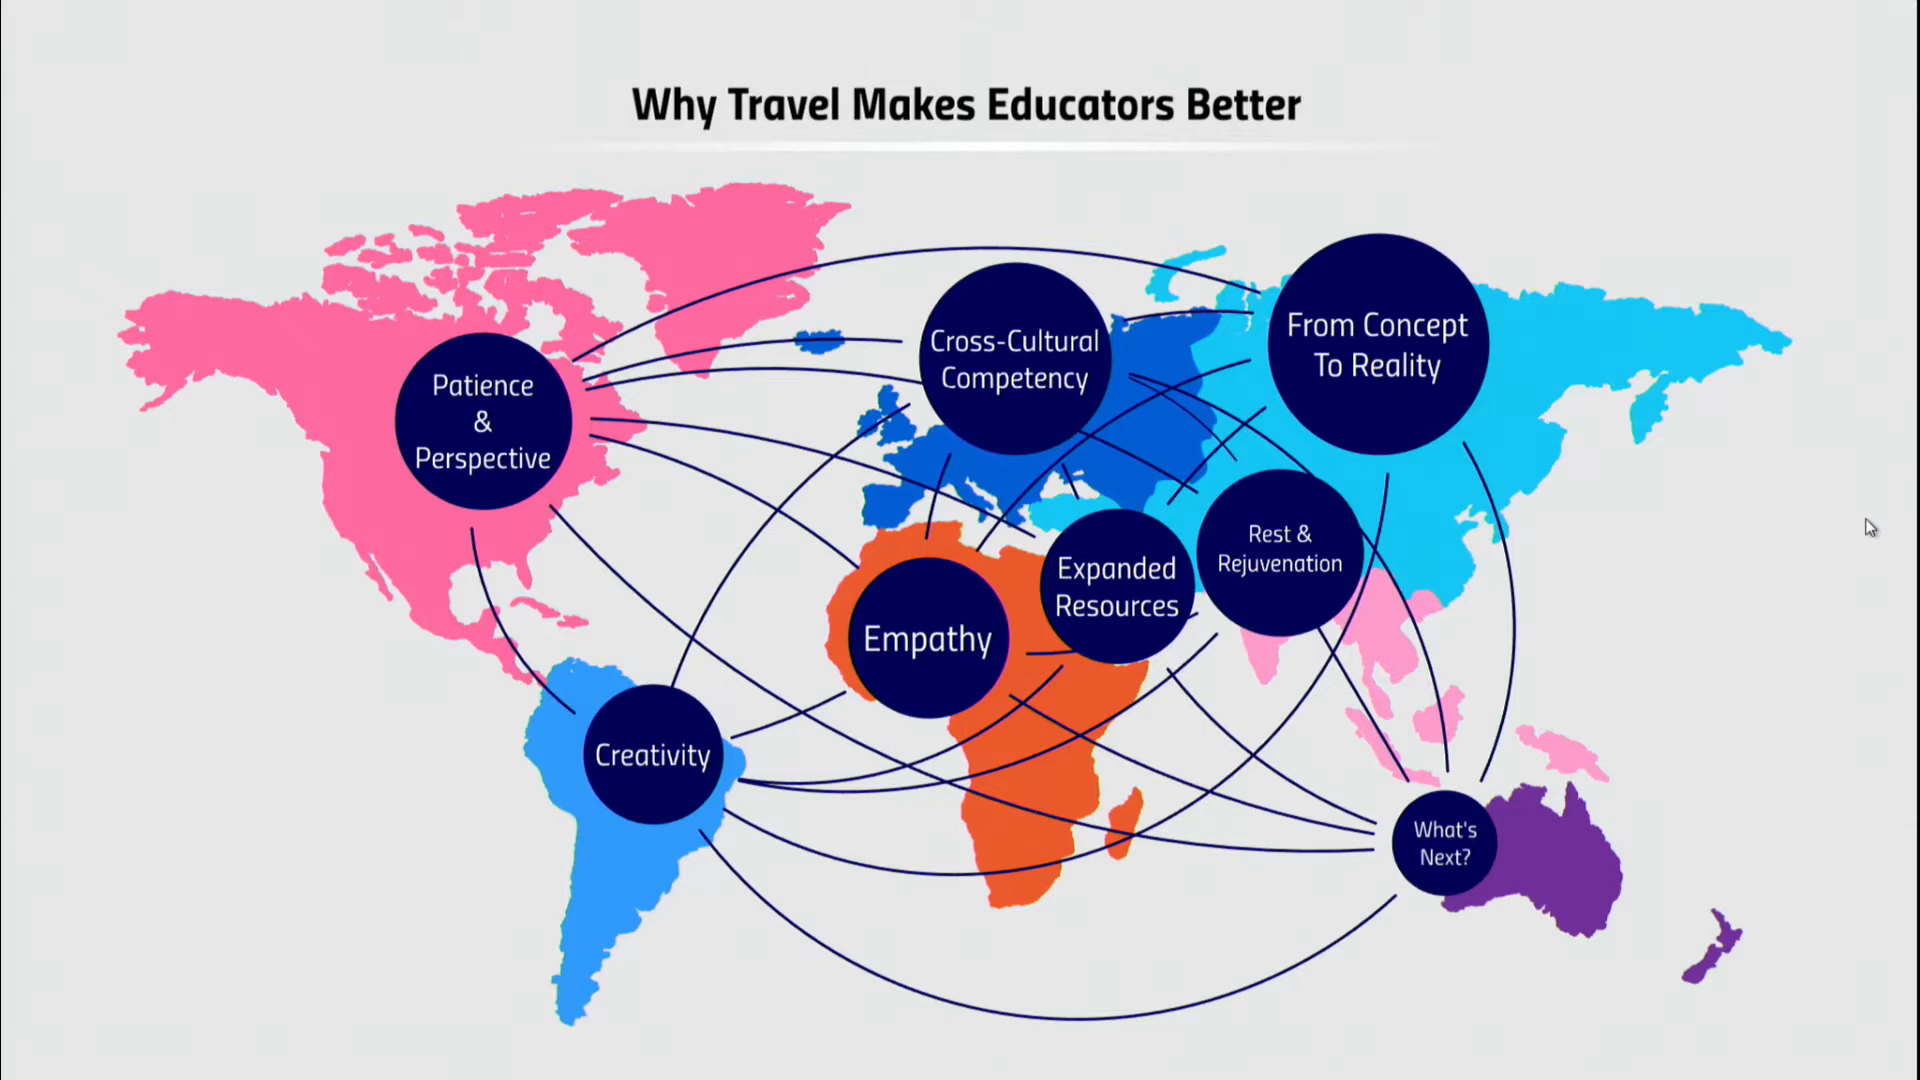 Why Travel Makes Educators Better
Patience
&
Perspective
Cross-Cultural
Competency
From Concept
To Reality
Rest &
Rejuvenation
Expanded
Resources
Empathy
Creativity
What's
Next?